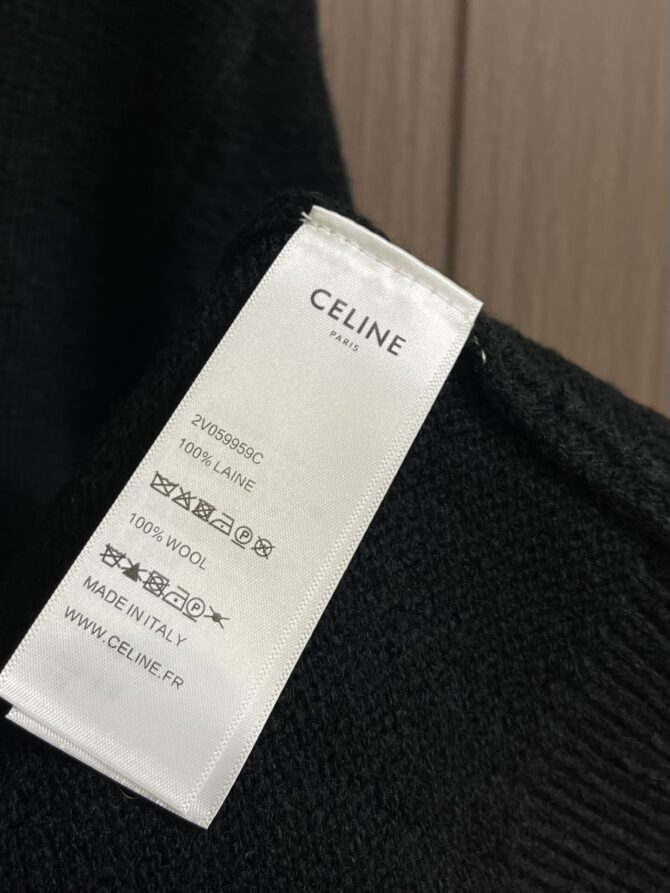 CELINE
PARIS
2V059959C
100% LAINE
P
100% WOOL
P
MADE IN ITALY
WWW.CELINE.FR